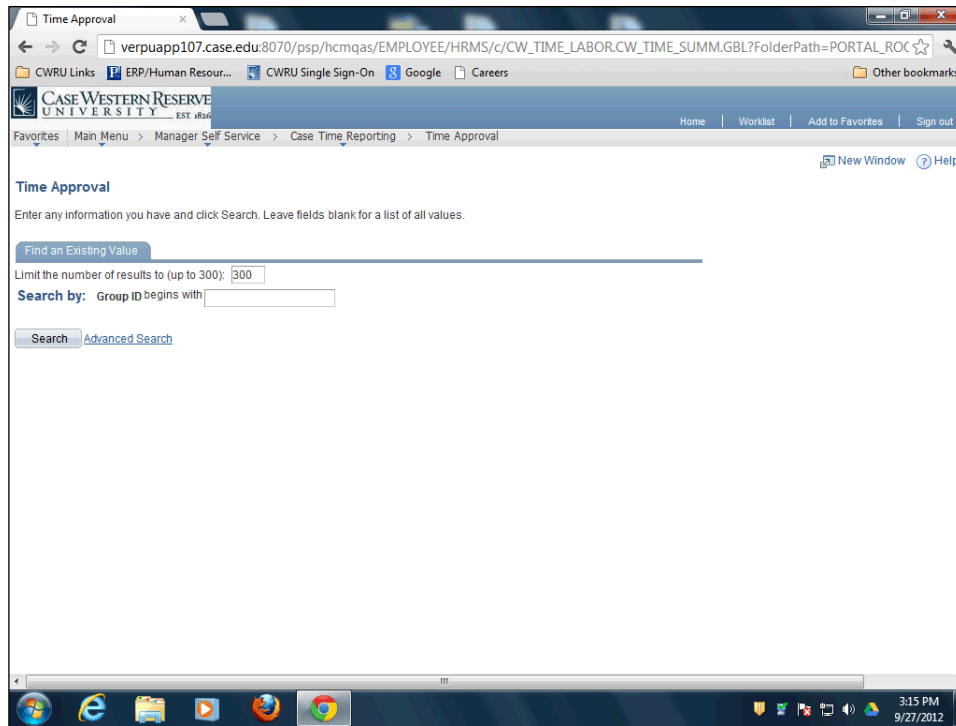 Time Approval
verpuapp107.case.edu:8070/psp/hcmqas/EMPLOYEE/HRMS/c/CW_TIME_LABOR.CW_TIME_SUMM.GBL?FolderPath=PORTAL_ROC
CWRU Links ERP/Human Resour... CWRU Single Sign-On Google Careers Other bookmarks
CASE WESTERN RESERVE
UNIVERSITY EST. 1826
Home | Worklist | Add to Favorites | Sign out
Favorites Main Menu > Manager Self Service > Case Time Reporting > Time Approval
New Window Help
Time Approval
Enter any information you have and click Search. Leave fields blank for a list of all values.
Find an Existing Value
Limit the number of results to (up to 300): 300
Search by: Group ID begins with
Search Advanced Search
3:15 PM
9/27/2012